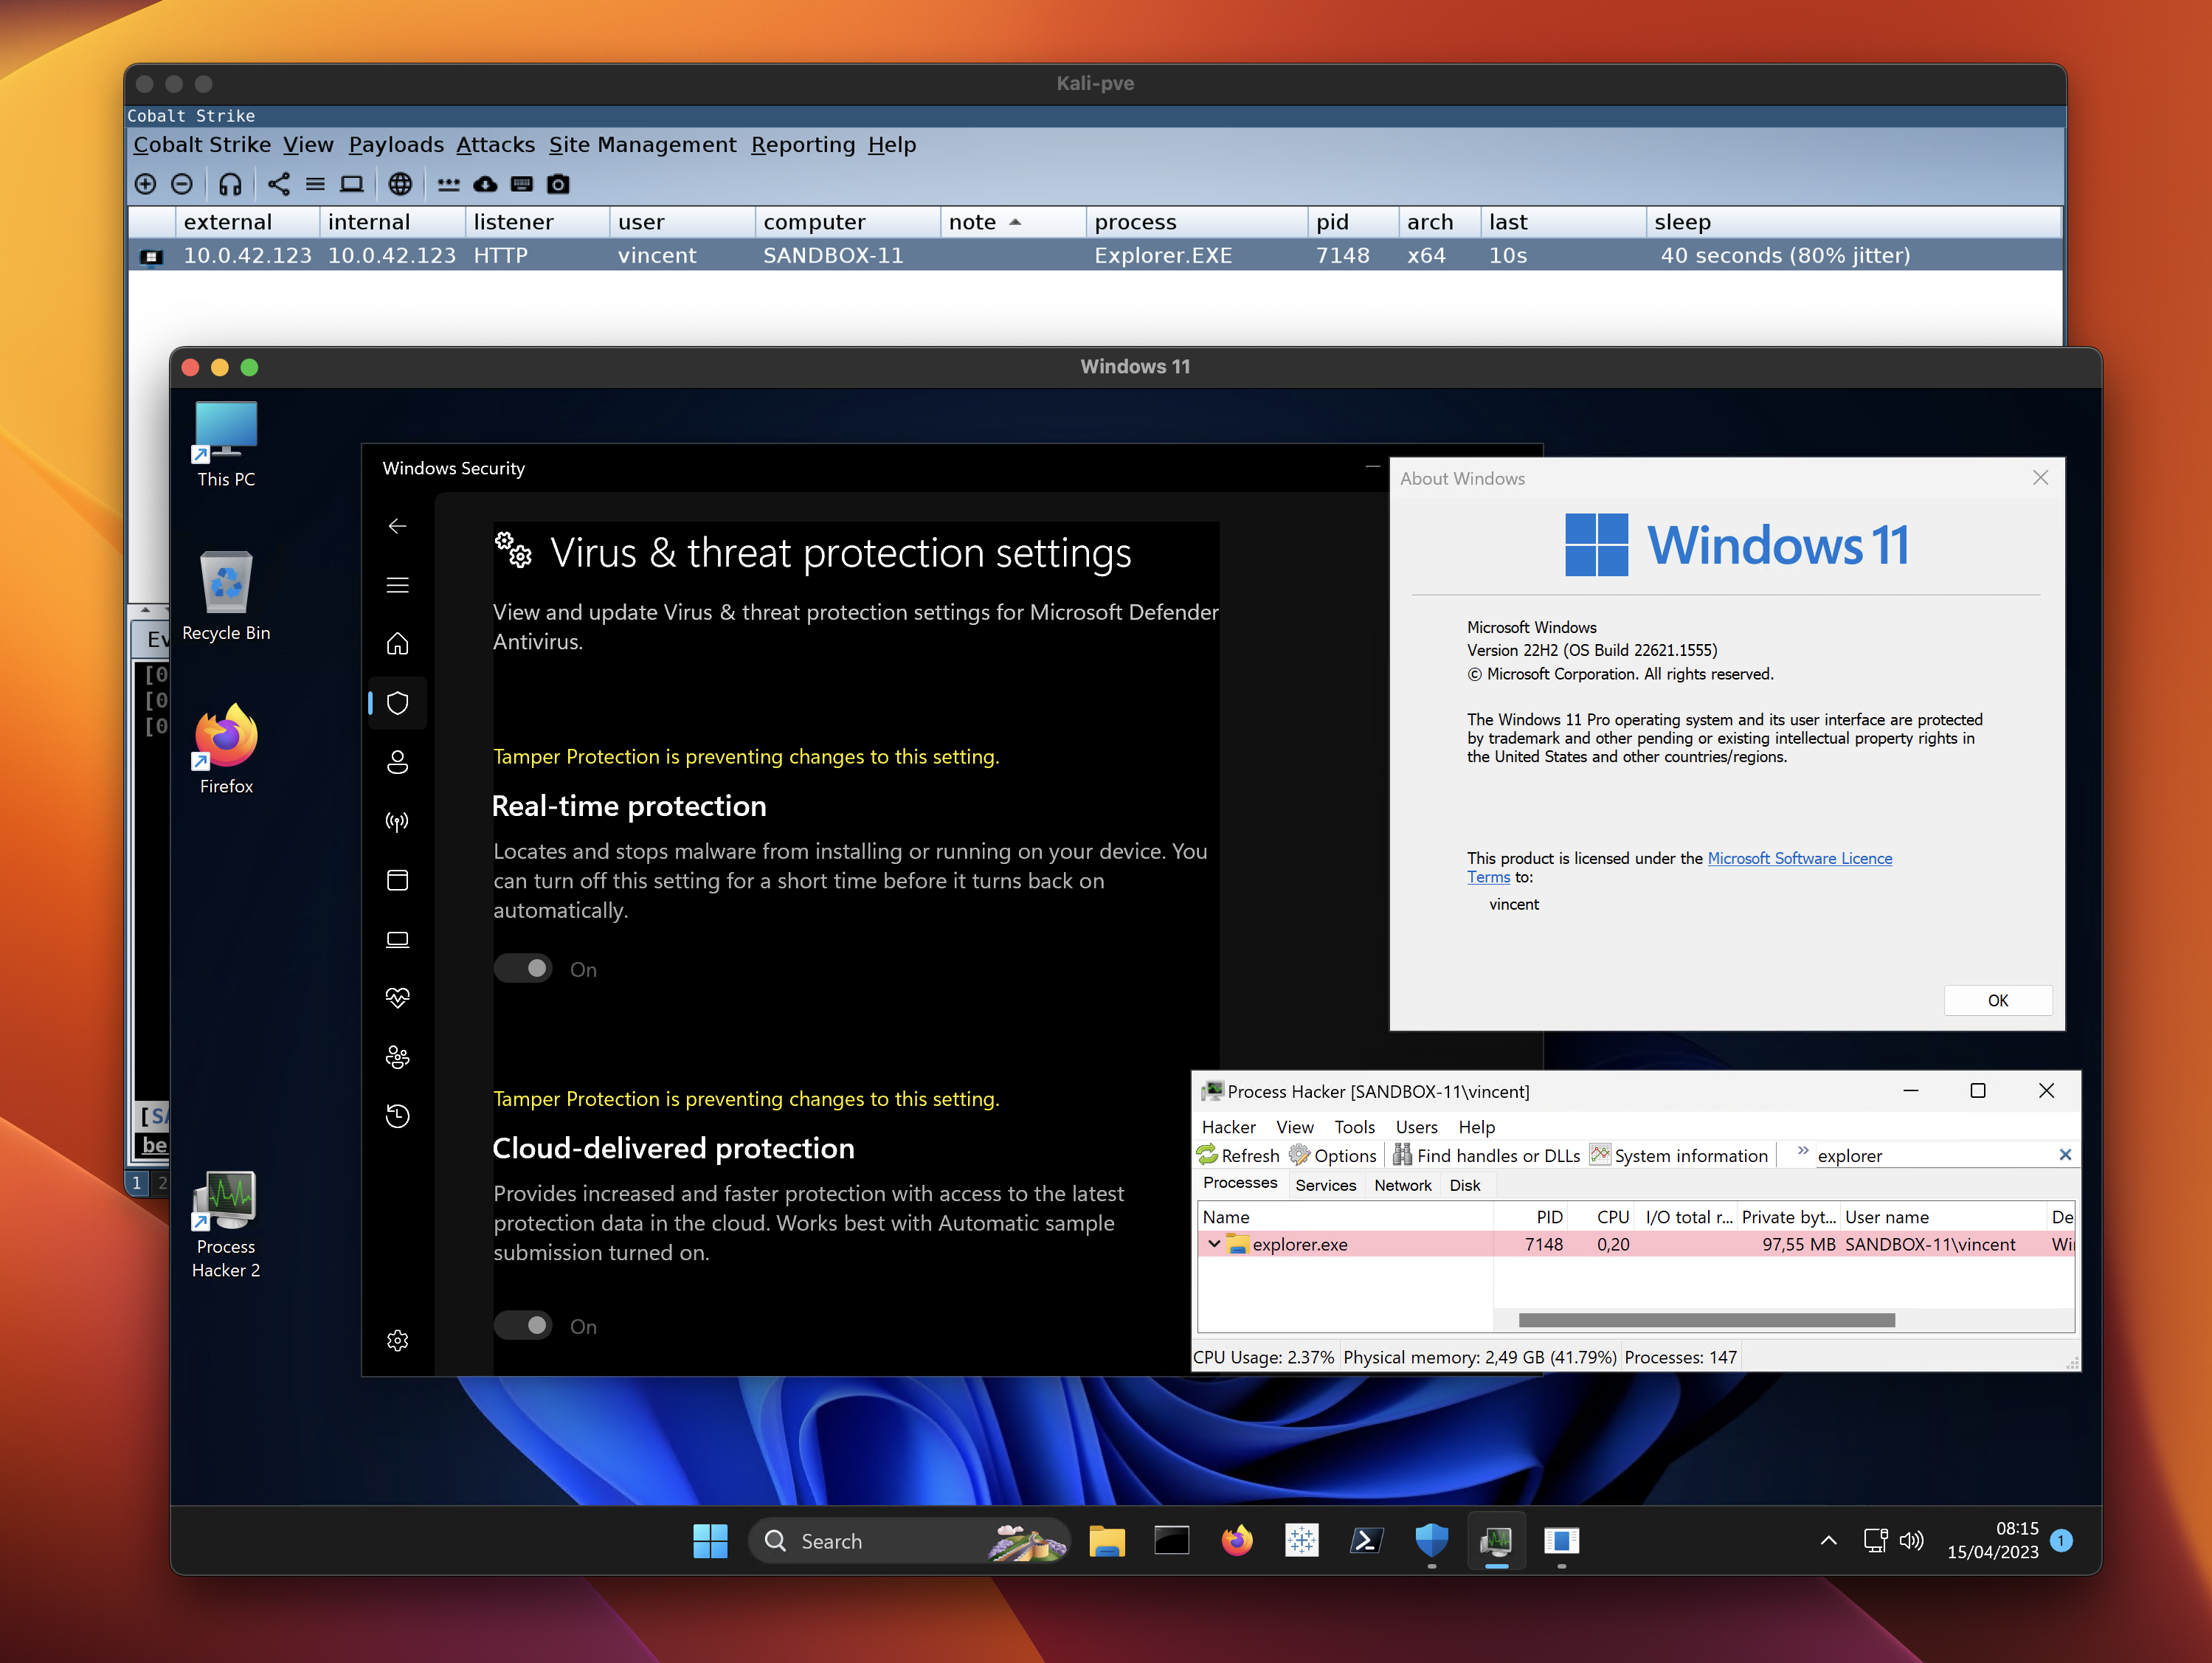 Kali-pve
Cobalt Strike
Cobalt Strike View Payloads Attacks Site Management Reporting Help
external internal listener user computer note process pid arch last sleep
10.0.42.123 10.0.42.123 HTTP vincent SANDBOX-11 Explorer.EXE 7148 x64 10s 40 seconds (80% jitter)
Windows 11
This PC
Recycle Bin
Firefox
Process
Hacker 2
Ev
[0
[0
[0
[SA
be
1 2
Windows Security
Virus & threat protection settings
View and update Virus & threat protection settings for Microsoft Defender
Antivirus.
Tamper Protection is preventing changes to this setting.
Real-time protection
Locates and stops malware from installing or running on your device. You
can turn off this setting for a short time before it turns back on
automatically.
On
Tamper Protection is preventing changes to this setting.
Cloud-delivered protection
Provides increased and faster protection with access to the latest
protection data in the cloud. Works best with Automatic sample
submission turned on.
On
About Windows
Windows 11
Microsoft Windows
Version 22H2 (OS Build 22621.1555)
© Microsoft Corporation. All rights reserved.
The Windows 11 Pro operating system and its user interface are protected
by trademark and other pending or existing intellectual property rights in
the United States and other countries/regions.
This product is licensed under the Microsoft Software Licence
Terms to:
vincent
OK
Process Hacker [SANDBOX-11\vincent]
Hacker View Tools Users Help
Refresh Options Find handles or DLLs System information » explorer
Processes Services Network Disk
Name PID CPU I/O total r... Private byt... User name De
explorer.exe 7148 0,20 97,55 MB SANDBOX-11\vincent Wi
CPU Usage: 2.37% Physical memory: 2,49 GB (41.79%) Processes: 147
Search
08:15
15/04/2023
1